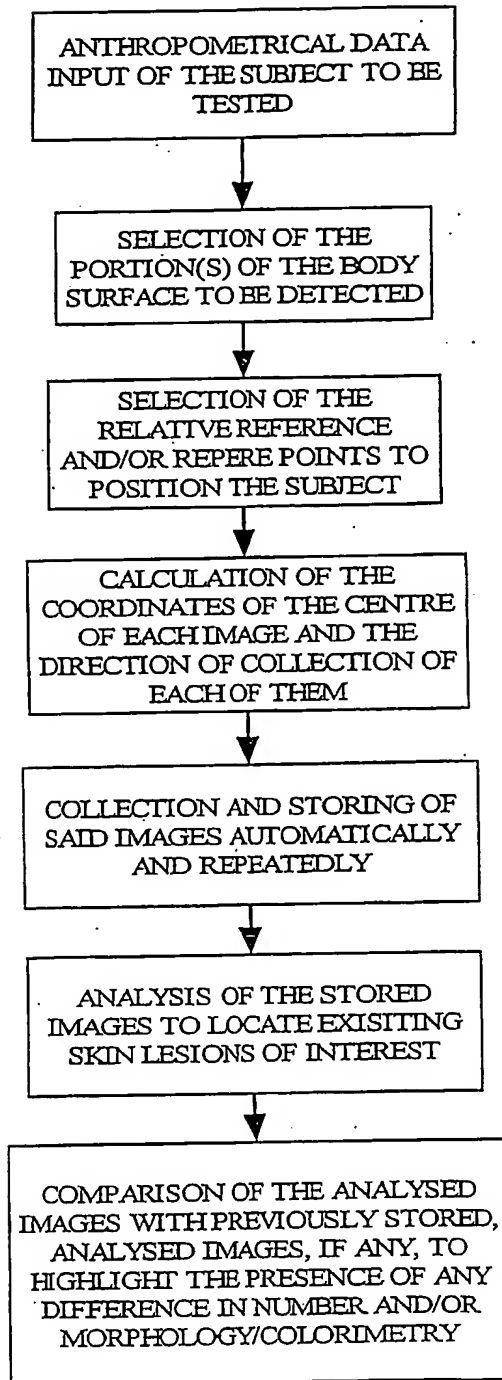 ANTHROPOMETRICAL DATA
INPUT OF THE SUBJECT TO BE
TESTED
SELECTION OF THE
PORTION(S) OF THE BODY
SURFACE TO BE DETECTED
SELECTION OF THE
RELATIVE REFERENCE
AND/OR REPERE POINTS TO
POSITION THE SUBJECT
CALCULATION OF THE
COORDINATES OF THE CENTRE
OF EACH IMAGE AND THE
DIRECTION OF COLLECTION OF
EACH OF THEM
COLLECTION AND STORING OF
SAID IMAGES AUTOMATICALLY
AND REPEATEDLY
ANALYSIS OF THE STORED
IMAGES TO LOCATE EXISITING
SKIN LESIONS OF INTEREST
COMPARISON OF THE ANALYSED
IMAGES WITH PREVIOUSLY STORED,
ANALYSED IMAGES, IF ANY, TO
HIGHLIGHT THE PRESENCE OF ANY
DIFFERENCE IN NUMBER AND/OR
MORPHOLOGY/COLORIMETRY